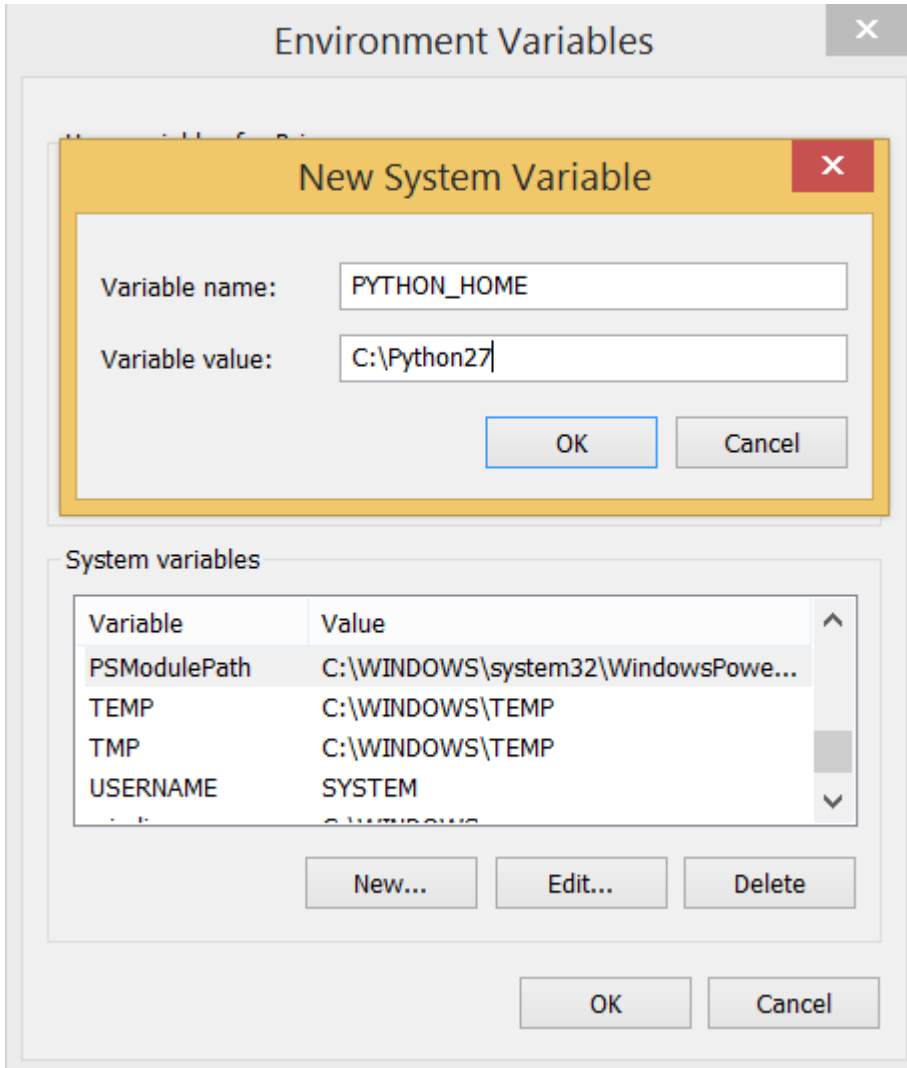 Environment Variables
New System Variable
Variable name: PYTHON_HOME
Variable value: C:\Python27
OK Cancel
System variables
Variable Value
PSModulePath C:\WINDOWS\system32\WindowsPowe...
TEMP C:\WINDOWS\TEMP
TMP C:\WINDOWS\TEMP
USERNAME SYSTEM
New... Edit... Delete
OK Cancel